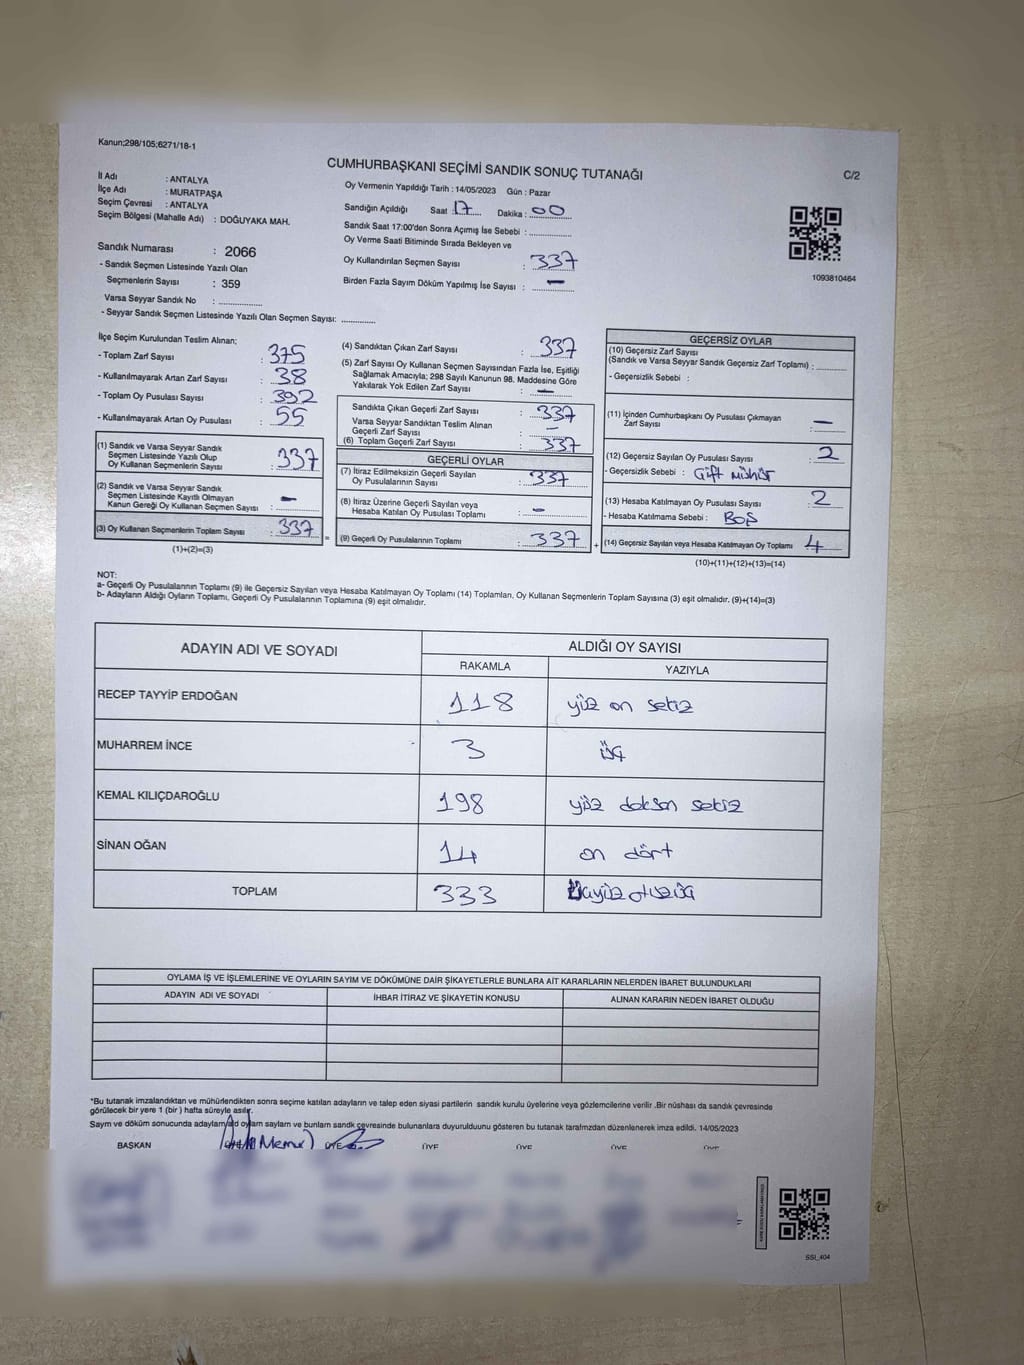 Kanun;298/105;6271/18-1
CUMHURBAŞKANI SEÇİMİ SANDIK SONUÇ TUTANAĞI
C/2
İl Adı : ANTALYA
İlçe Adı : MURATPAŞA
Seçim Çevresi : ANTALYA
Seçim Bölgesi (Mahalle Adı) : DOĞUYAKA MAH.
Sandık Numarası : 2066
- Sandık Seçmen Listesinde Yazılı Olan
Seçmenlerin Sayısı : 359
Varsa Seyyar Sandık No : ................
- Seyyar Sandık Seçmen Listesinde Yazılı Olan Seçmen Sayısı: ..............
Oy Vermenin Yapıldığı Tarih : 14/05/2023 Gün : Pazar
Sandığın Açıldığı Saat 17 Dakika : 00
Sandık Saat 17:00'den Sonra Açımış İse Sebebi : ................
Oy Verme Saati Bitiminde Sırada Bekleyen ve
Oy Kullandırılan Seçmen Sayısı : 337
Birden Fazla Sayım Döküm Yapılmış İse Sayısı : —
1093810464
İlçe Seçim Kurulundan Teslim Alınan;
- Toplam Zarf Sayısı : 375
- Kullanılmayarak Artan Zarf Sayısı : 38
- Toplam Oy Pusulası Sayısı : 392
- Kullanılmayarak Artan Oy Pusulası : 55
(1) Sandık ve Varsa Seyyar Sandık
Seçmen Listesinde Yazılı Olup
Oy Kullanan Seçmenlerin Sayısı : 337
(2) Sandık ve Varsa Seyyar Sandık
Seçmen Listesinde Kayıtlı Olmayan
Kanun Gereği Oy Kullanan Seçmen Sayısı : —
(3) Oy Kullanan Seçmenlerin Toplam Sayısı : 337
(1)+(2)=(3)
(4) Sandıktan Çıkan Zarf Sayısı : 337
(5) Zarf Sayısı Oy Kullanan Seçmen Sayısından Fazla İse, Eşitliği
Sağlamak Amacıyla; 298 Sayılı Kanunun 98. Maddesine Göre
Yakılarak Yok Edilen Zarf Sayısı : —
Sandıkta Çıkan Geçerli Zarf Sayısı : 337
Varsa Seyyar Sandıktan Teslim Alınan
Geçerli Zarf Sayısı : —
(6) Toplam Geçerli Zarf Sayısı : 337
GEÇERLİ OYLAR
(7) İtiraz Edilmeksizin Geçerli Sayılan
Oy Pusulalarının Sayısı : 337
(8) İtiraz Üzerine Geçerli Sayılan veya
Hesaba Katılan Oy Pusulası Toplamı : —
=
(9) Geçerli Oy Pusulalarının Toplamı : 337
+
GEÇERSİZ OYLAR
(10) Geçersiz Zarf Sayısı
(Sandık ve Varsa Seyyar Sandık Geçersiz Zarf Toplamı) : ............
- Geçersizlik Sebebi :
(11) İçinden Cumhurbaşkanı Oy Pusulası Çıkmayan
Zarf Sayısı : —
(12) Geçersiz Sayılan Oy Pusulası Sayısı : 2
- Geçersizlik Sebebi : Çift mühür
(13) Hesaba Katılmayan Oy Pusulası Sayısı : 2
- Hesaba Katılmama Sebebi : BOŞ
(14) Geçersiz Sayılan veya Hesaba Katılmayan Oy Toplamı : 4
(10)+(11)+(12)+(13)=(14)
NOT:
a- Geçerli Oy Pusulalarının Toplamı (9) ile Geçersiz Sayılan veya Hesaba Katılmayan Oy Toplamı (14) Toplamları, Oy Kullanan Seçmenlerin Toplam Sayısına (3) eşit olmalıdır. (9)+(14)=(3)
b- Adayların Aldığı Oyların Toplamı, Geçerli Oy Pusulalarının Toplamına (9) eşit olmalıdır.
ADAYIN ADI VE SOYADI
ALDIĞI OY SAYISI
RAKAMLA YAZIYLA
RECEP TAYYİP ERDOĞAN 118 yüz on sekiz
MUHARREM İNCE 3 üç
KEMAL KILIÇDAROĞLU 198 yüz doksan sekiz
SİNAN OĞAN 14 on dört
TOPLAM 333
OYLAMA İŞ VE İŞLEMLERİNE VE OYLARIN SAYIM VE DÖKÜMÜNE DAİR ŞİKAYETLERLE BUNLARA AİT KARARLARIN NELERDEN İBARET BULUNDUKLARI
ADAYIN ADI VE SOYADI İHBAR İTİRAZ VE ŞİKAYETİN KONUSU ALINAN KARARIN NEDEN İBARET OLDUĞU
*Bu tutanak imzalandıktan ve mühürlendikten sonra seçime katılan adayların ve talep eden siyasi partilerin sandık kurulu üyelerine veya gözlemcilerine verilir .Bir nüshası da sandık çevresinde
görülecek bir yere 1 (bir ) hafta süreyle asılır.
Sayım ve döküm sonucunda adayların oylarını saylam ve bunların sandık çevresinde bulunanlara duyurulduunu gösteren bu tutanak tarafımızdan düzenlenerek imza edildi. 14/05/2023
BAŞKAN ÜYE (Memur) ÜYE ÜYE ÜYE ÜYE ÜYE
SSI_404